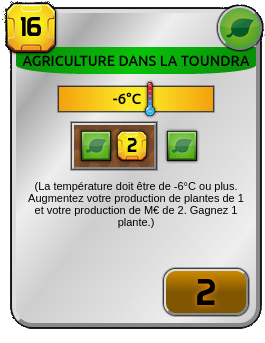 16
AGRICULTURE DANS LA TOUNDRA
-6°C
2
(La température doit être de -6°C ou plus.
Augmentez votre production de plantes de 1
et votre production de M€ de 2. Gagnez 1
plante.)
2